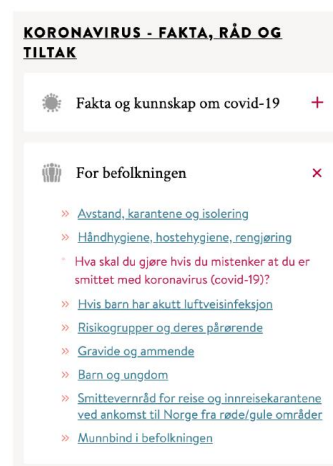 KORONAVIRUS - FAKTA, RÅD OG
TILTAK
Fakta og kunnskap om covid-19 +
For befolkningen ×
» Avstand, karantene og isolering
» Håndhygiene, hostehygiene, rengjøring
Hva skal du gjøre hvis du mistenker at du er
smittet med koronavirus (covid-19)?
» Hvis barn har akutt luftveisinfeksjon
» Risikogrupper og deres pårørende
» Gravide og ammende
» Barn og ungdom
» Smittevernråd for reise og innreisekarantene
ved ankomst til Norge fra røde/gule områder
» Munnbind i befolkningen